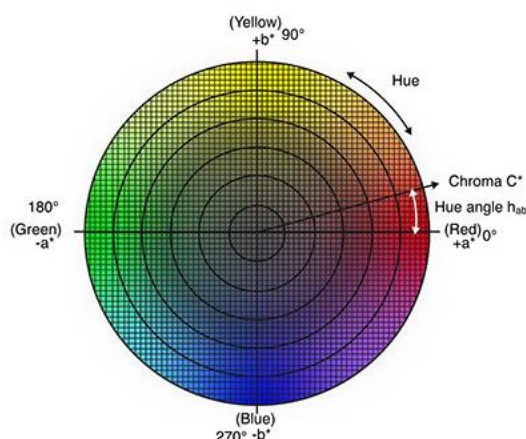 (Yellow)
+b* 90°
Hue
Chroma C*
Hue angle hab
180°
(Green)
-a*
(Red) 0°
+a*
(Blue)
270° -b*